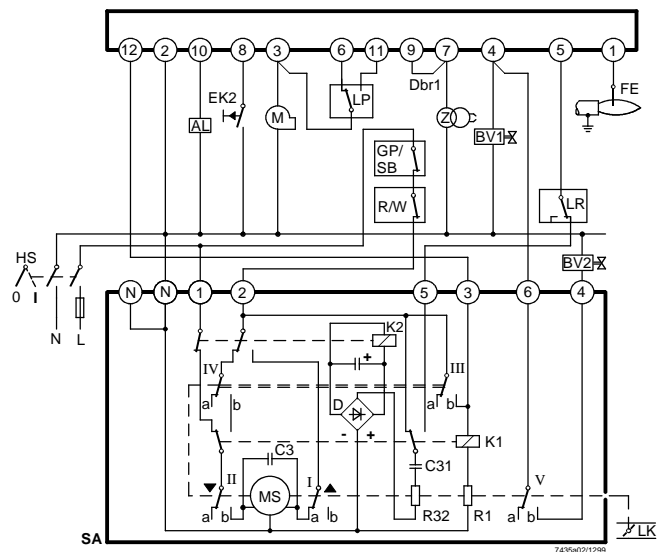 12 2 10 8 3 6 11 9 7 4 5 1
Dbr1
EK2 LP FE
AL M Z BV1
GP/
SB
R/W LR
HS BV2
0 I
N L
N N 1 2 5 3 6 4
K2
+
IV III
a b D a b
- + K1
C3 C31
II I V
MS
a b a b R32 R1 a b
LK
SA
7435a02/1299